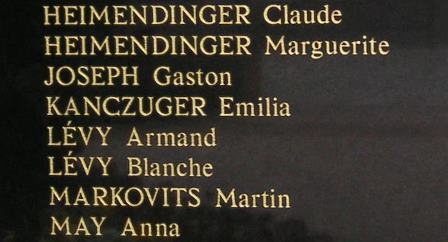 HEIMENDINGER Claude
HEIMENDINGER Marguerite
JOSEPH Gaston
KANCZUGER Emilia
LÉVY Armand
LÉVY Blanche
MARKOVITS Martin
MAY Anna